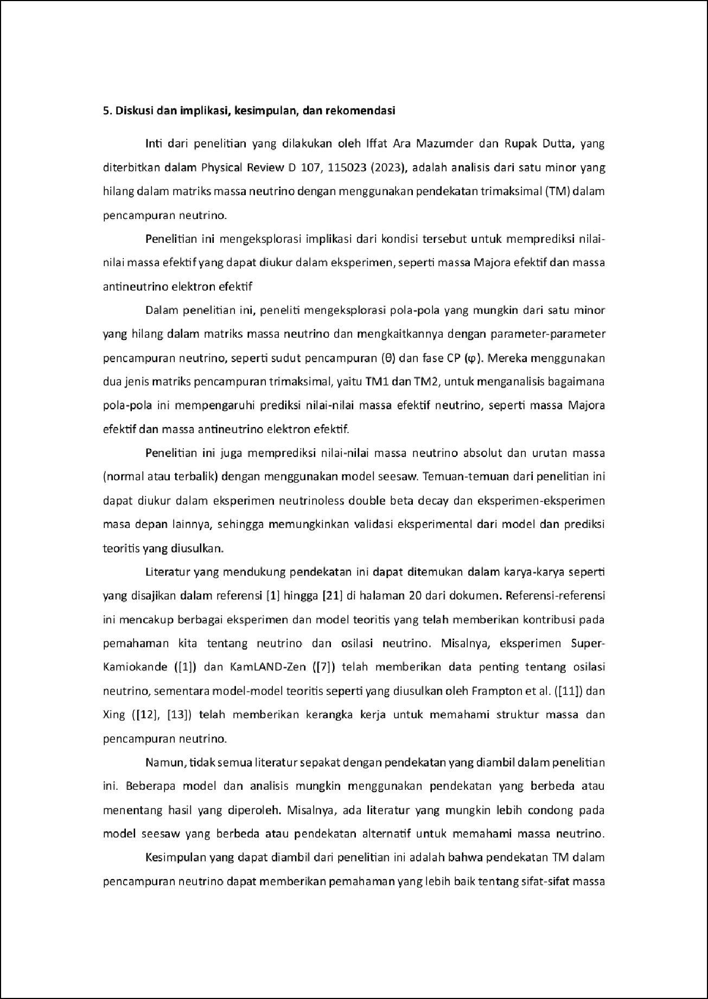 5. Diskusi dan implikasi, kesimpulan, dan rekomendasi
Inti dari penelitian yang dilakukan oleh Iffat Ara Mazumder dan Rupak Dutta, yang
diterbitkan dalam Physical Review D 107, 115023 (2023), adalah analisis dari satu minor yang
hilang dalam matriks massa neutrino dengan menggunakan pendekatan trimaksimal (TM) dalam
pencampuran neutrino.
Penelitian ini mengeksplorasi implikasi dari kondisi tersebut untuk memprediksi nilai-
nilai massa efektif yang dapat diukur dalam eksperimen, seperti massa Majora efektif dan massa
antineutrino elektron efektif
Dalam penelitian ini, peneliti mengeksplorasi pola-pola yang mungkin dari satu minor
yang hilang dalam matriks massa neutrino dan mengkaitkannya dengan parameter-parameter
pencampuran neutrino, seperti sudut pencampuran (θ) dan fase CP (φ). Mereka menggunakan
dua jenis matriks pencampuran trimaksimal, yaitu TM1 dan TM2, untuk menganalisis bagaimana
pola-pola ini mempengaruhi prediksi nilai-nilai massa efektif neutrino, seperti massa Majora
efektif dan massa antineutrino elektron efektif.
Penelitian ini juga memprediksi nilai-nilai massa neutrino absolut dan urutan massa
(normal atau terbalik) dengan menggunakan model seesaw. Temuan-temuan dari penelitian ini
dapat diukur dalam eksperimen neutrinoless double beta decay dan eksperimen-eksperimen
masa depan lainnya, sehingga memungkinkan validasi eksperimental dari model dan prediksi
teoritis yang diusulkan.
Literatur yang mendukung pendekatan ini dapat ditemukan dalam karya-karya seperti
yang disajikan dalam referensi [1] hingga [21] di halaman 20 dari dokumen. Referensi-referensi
ini mencakup berbagai eksperimen dan model teoritis yang telah memberikan kontribusi pada
pemahaman kita tentang neutrino dan osilasi neutrino. Misalnya, eksperimen Super-
Kamiokande ([1]) dan KamLAND-Zen ([7]) telah memberikan data penting tentang osilasi
neutrino, sementara model-model teoritis seperti yang diusulkan oleh Frampton et al. ([11]) dan
Xing ([12], [13]) telah memberikan kerangka kerja untuk memahami struktur massa dan
pencampuran neutrino.
Namun, tidak semua literatur sepakat dengan pendekatan yang diambil dalam penelitian
ini. Beberapa model dan analisis mungkin menggunakan pendekatan yang berbeda atau
menentang hasil yang diperoleh. Misalnya, ada literatur yang mungkin lebih condong pada
model seesaw yang berbeda atau pendekatan alternatif untuk memahami massa neutrino.
Kesimpulan yang dapat diambil dari penelitian ini adalah bahwa pendekatan TM dalam
pencampuran neutrino dapat memberikan pemahaman yang lebih baik tentang sifat-sifat massa